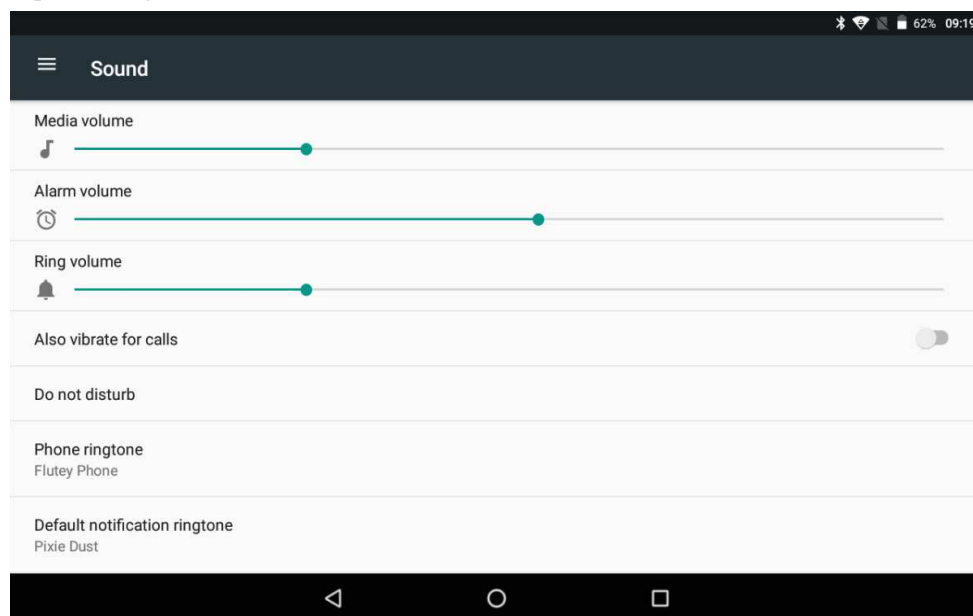 62% 09:19
Sound
Media volume
Alarm volume
Ring volume
Also vibrate for calls
Do not disturb
Phone ringtone
Flutey Phone
Default notification ringtone
Pixie Dust